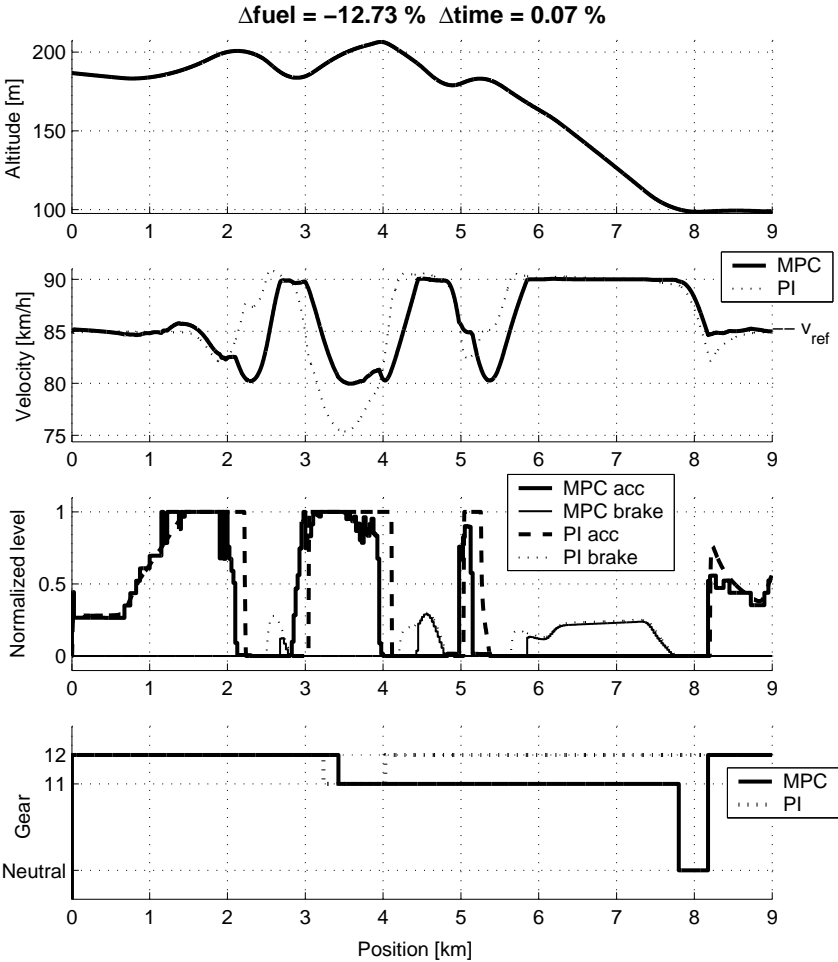 Δfuel = −12.73 % Δtime = 0.07 %
200
150
100
Altitude [m]
0 1 2 3 4 5 6 7 8 9
90
85
80
75
Velocity [km/h]
MPC
PI
v_ref
0 1 2 3 4 5 6 7 8 9
MPC acc
MPC brake
PI acc
PI brake
1
0.5
0
Normalized level
0 1 2 3 4 5 6 7 8 9
12
11
Neutral
Gear
MPC
PI
0 1 2 3 4 5 6 7 8 9
Position [km]